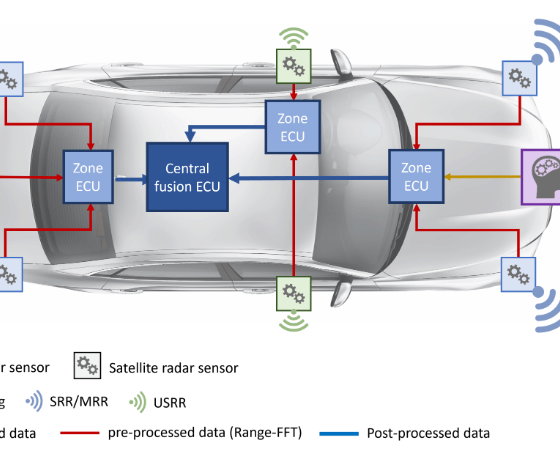 Zone
ECU
Zone
ECU
Central
fusion ECU
Zone
ECU
sensor
Satellite radar sensor
SRR/MRR
USRR
data
pre-processed data (Range-FFT)
Post-processed data